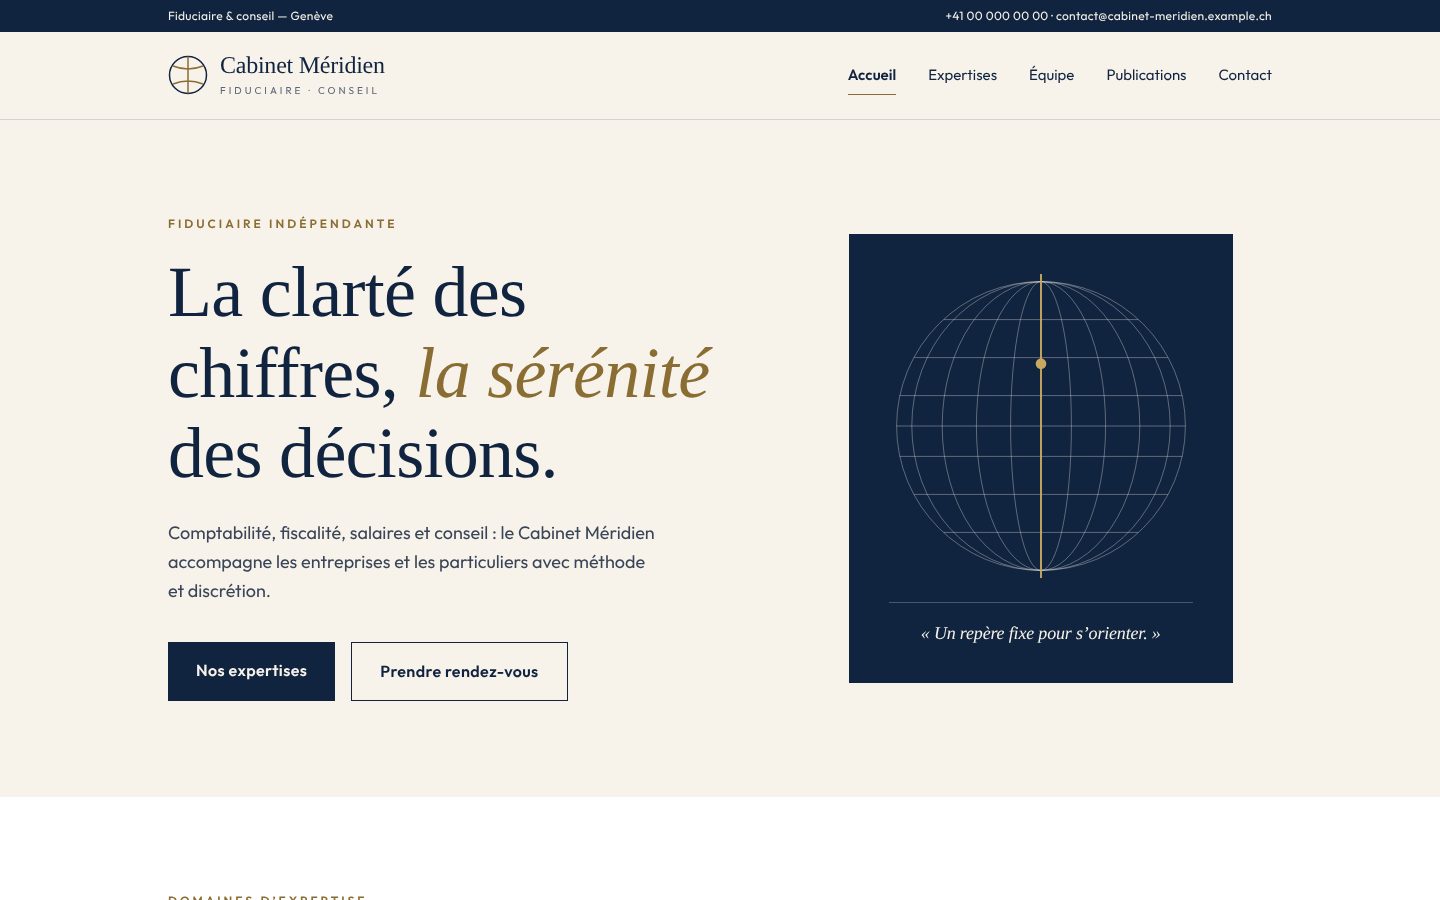 Fiduciaire & conseil — Genève
+41 00 000 00 00 · contact@cabinet-meridien.example.ch
Cabinet Méridien
FIDUCIAIRE · CONSEIL
Accueil Expertises Équipe Publications Contact
FIDUCIAIRE INDÉPENDANTE
La clarté des
chiffres, la sérénité
des décisions.
Comptabilité, fiscalité, salaires et conseil : le Cabinet Méridien
accompagne les entreprises et les particuliers avec méthode
et discrétion.
Nos expertises
Prendre rendez-vous
« Un repère fixe pour s’orienter. »
DOMAINES D’EXPERTISE